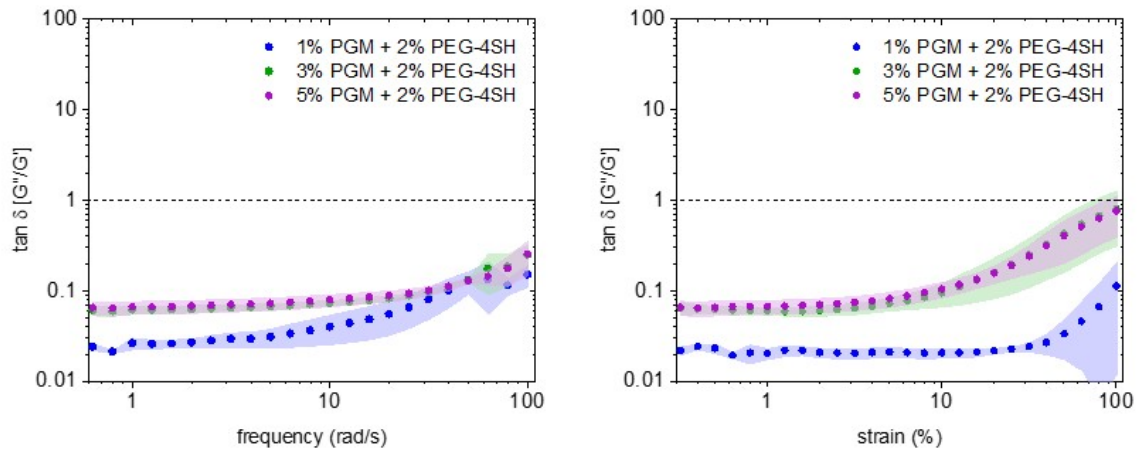 100
10
1
0.1
0.01
tan δ [G"/G']
1% PGM + 2% PEG-4SH
3% PGM + 2% PEG-4SH
5% PGM + 2% PEG-4SH
1
10
100
frequency (rad/s)
100
10
1
0.1
0.01
tan δ [G"/G']
1% PGM + 2% PEG-4SH
3% PGM + 2% PEG-4SH
5% PGM + 2% PEG-4SH
1
10
100
strain (%)